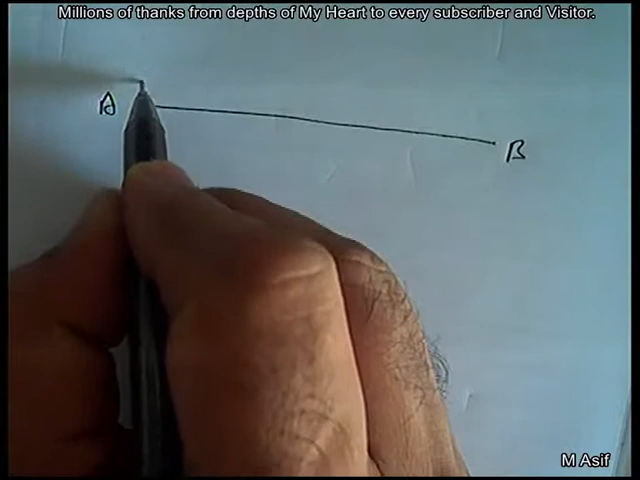 Millions of thanks from depths of My Heart to every subscriber and Visitor.
A
B
M Asif